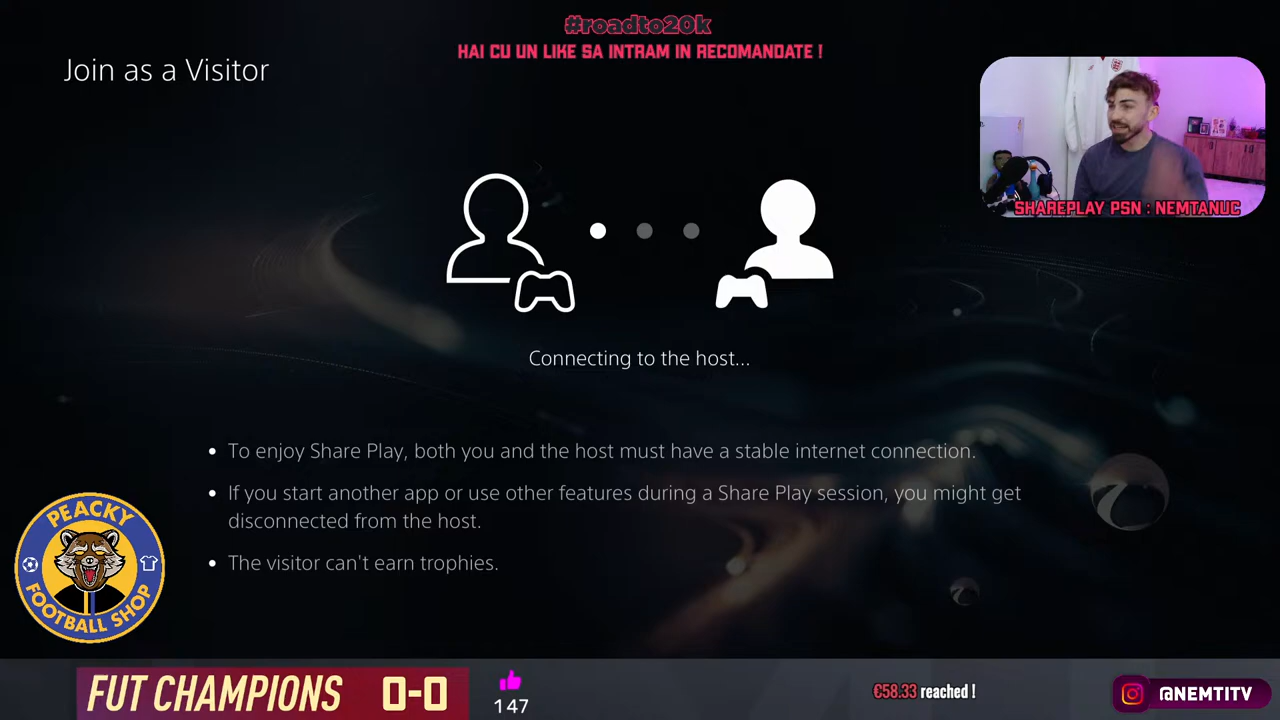 #roadto20k
HAI CU UN LIKE SA INTRAM IN RECOMANDATE !
Join as a Visitor
SHAREPLAY PSN : NEMTANUC
Connecting to the host...
• To enjoy Share Play, both you and the host must have a stable internet connection.
• If you start another app or use other features during a Share Play session, you might get
disconnected from the host.
• The visitor can't earn trophies.
PEACKY
FOOTBALL SHOP
FUT CHAMPIONS 0-0
147
€58.33 reached !
@NEMTITV